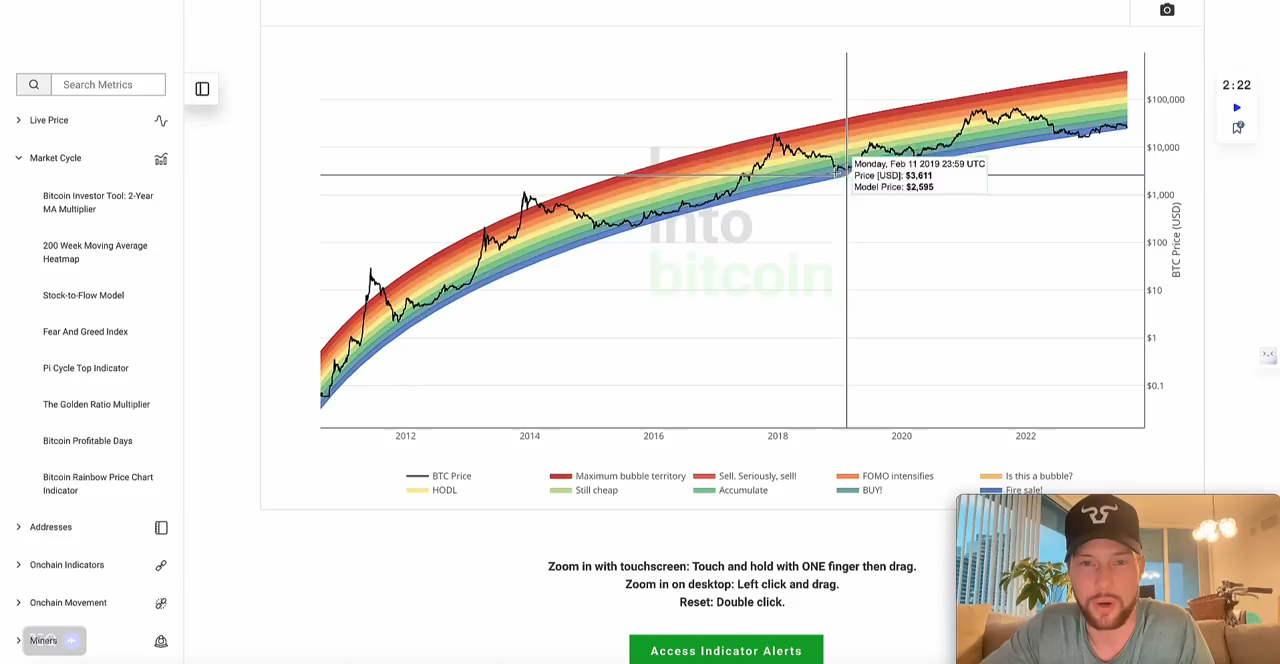 Search Metrics
Live Price
Market Cycle
Bitcoin Investor Tool: 2-Year
MA Multiplier
200 Week Moving Average
Heatmap
Stock-to-Flow Model
Fear And Greed Index
Pi Cycle Top Indicator
The Golden Ratio Multiplier
Bitcoin Profitable Days
Bitcoin Rainbow Price Chart
Indicator
Addresses
Onchain Indicators
Onchain Movement
Miners
into
bitcoin
Monday, Feb 11 2019 23:59 UTC
Price [USD]: $3,611
Model Price: $2,595
$100,000
$10,000
$1,000
$100
$10
$1
$0.1
BTC Price (USD)
2012
2014
2016
2018
2020
2022
BTC Price
Maximum bubble territory
Sell. Seriously, sell!
FOMO intensifies
Is this a bubble?
HODL
Still cheap
Accumulate
BUY!
Fire sale!
Zoom in with touchscreen: Touch and hold with ONE finger then drag.
Zoom in on desktop: Left click and drag.
Reset: Double click.
Access Indicator Alerts
2:22